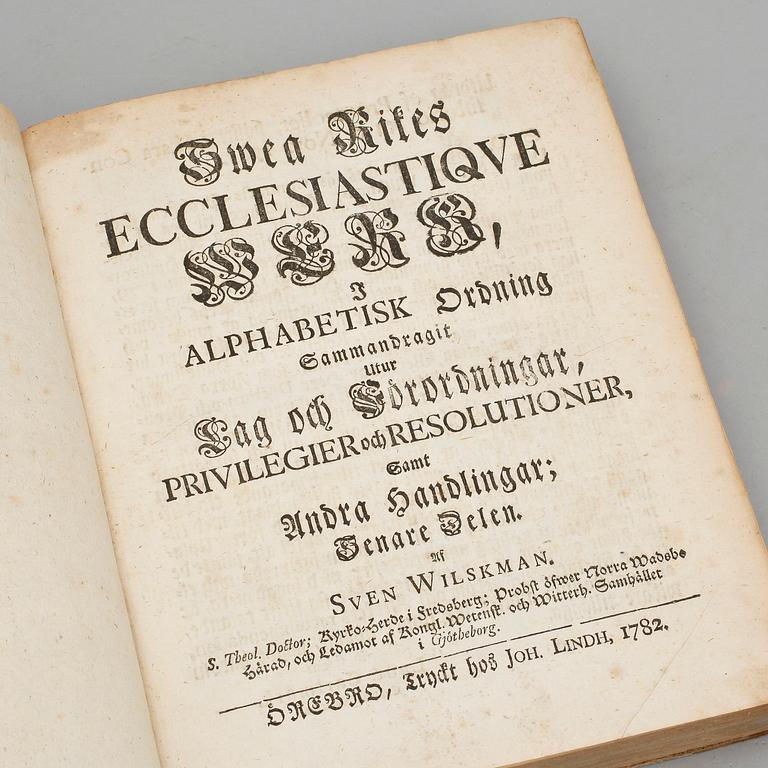 Swea Rikes
ECCLESIASTIQVE
WERK,
I
ALPHABETISK Ordning
Sammandragit
Utur
Lag och Förordningar,
PRIVILEGIER och RESOLUTIONER,
Samt
Andra Handlingar;
Senare Delen.
Af
SVEN WILSKMAN.
S. Theol. Doctor; Kyrko-Herde i Fredsberg; Probst öfwer Norra Wadsbo
Härad, och Ledamot af Kongl. Wetensk. och Witterh. Samhället
i Gjötheborg.
ÖREBRO, Tryckt hos JOH. LINDH, 1782.